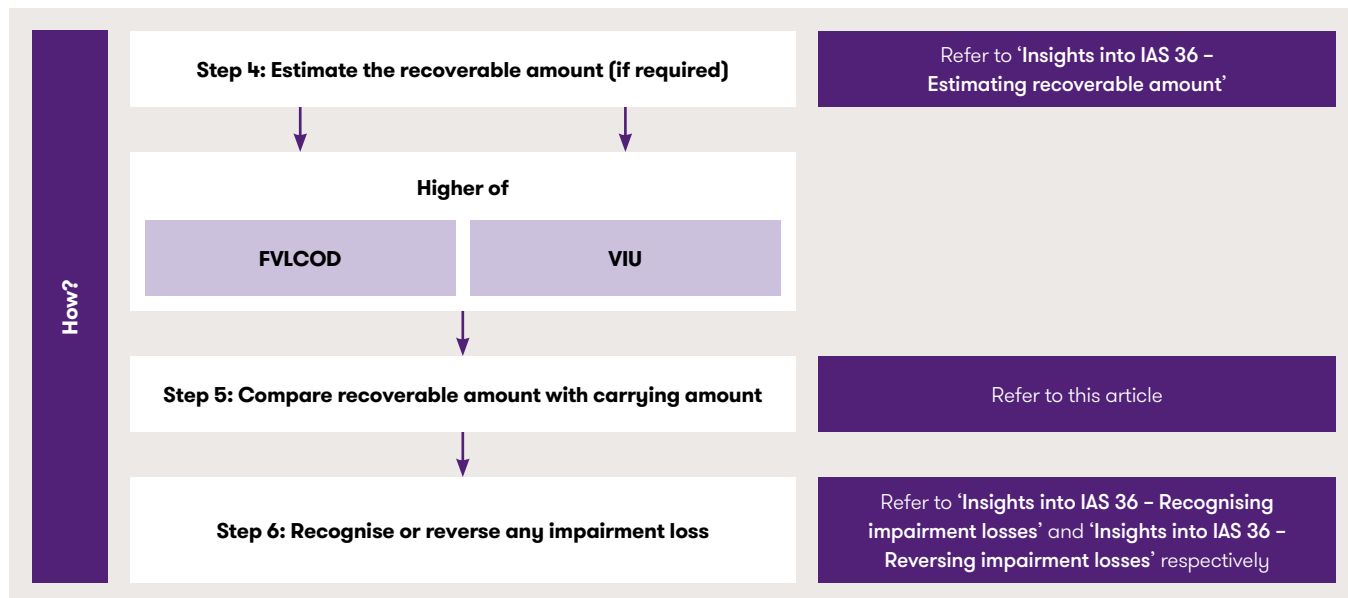 How?
Step 4: Estimate the recoverable amount (if required)
Refer to ‘Insights into IAS 36 –
Estimating recoverable amount’
Higher of
FVLCOD
VIU
Step 5: Compare recoverable amount with carrying amount
Refer to this article
Step 6: Recognise or reverse any impairment loss
Refer to ‘Insights into IAS 36 – Recognising
impairment losses’ and ‘Insights into IAS 36 –
Reversing impairment losses’ respectively